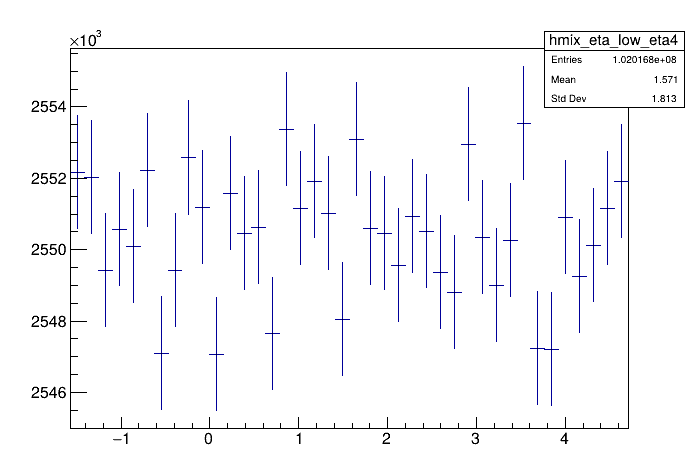 ×10³
hmix_eta_low_eta4
Entries 1.020168e+08
Mean 1.571
Std Dev 1.813
2554
2552
2550
2548
2546
−1 0 1 2 3 4